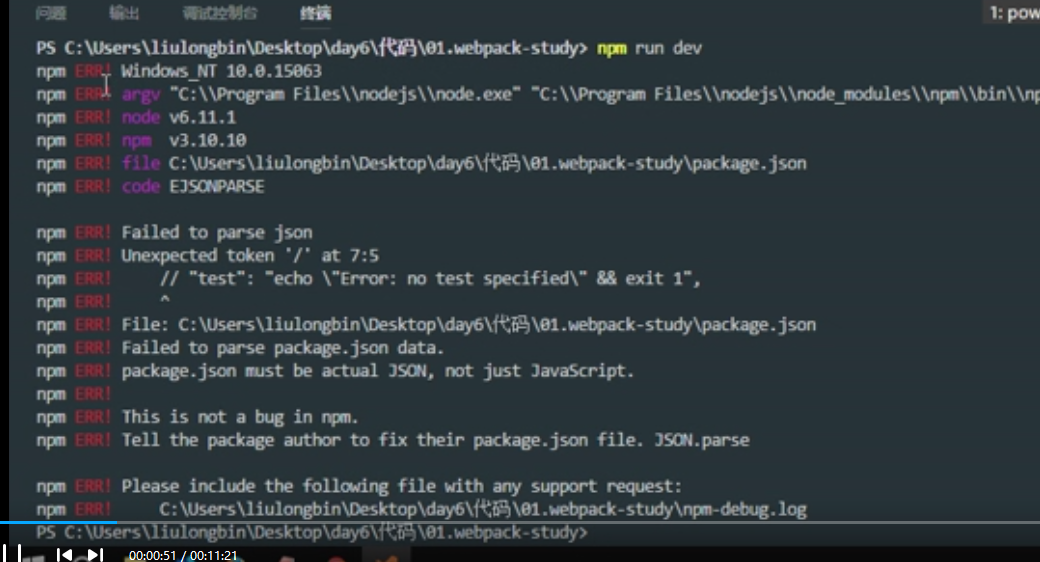 问题 输出 调试控制台 终端 1: pow
PS C:\Users\liulongbin\Desktop\day6\代码\01.webpack-study> npm run dev
npm ERR! Windows_NT 10.0.15063
npm ERR! argv "C:\\Program Files\\nodejs\\node.exe" "C:\\Program Files\\nodejs\\node_modules\\npm\\bin\\np
npm ERR! node v6.11.1
npm ERR! npm  v3.10.10
npm ERR! file C:\Users\liulongbin\Desktop\day6\代码\01.webpack-study\package.json
npm ERR! code EJSONPARSE
npm ERR! Failed to parse json
npm ERR! Unexpected token '/' at 7:5
npm ERR!     // "test": "echo \"Error: no test specified\" && exit 1",
npm ERR!     ^
npm ERR! File: C:\Users\liulongbin\Desktop\day6\代码\01.webpack-study\package.json
npm ERR! Failed to parse package.json data.
npm ERR! package.json must be actual JSON, not just JavaScript.
npm ERR!
npm ERR! This is not a bug in npm.
npm ERR! Tell the package author to fix their package.json file. JSON.parse
npm ERR! Please include the following file with any support request:
npm ERR!     C:\Users\liulongbin\Desktop\day6\代码\01.webpack-study\npm-debug.log
PS C:\Users\liulongbin\Desktop\day6\代码\01.webpack-study>
00:00:51 / 00:11:21